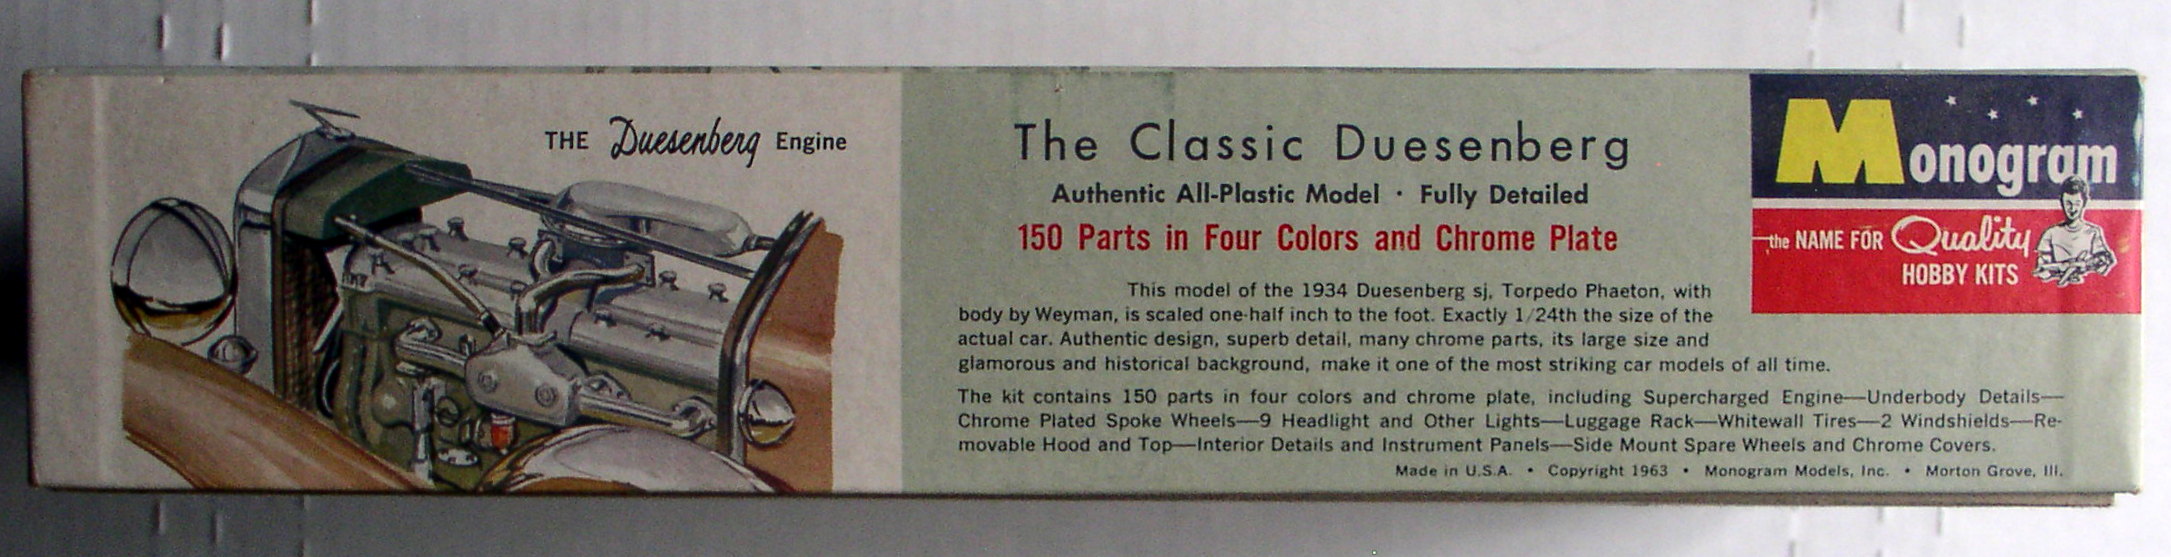 THE Duesenberg Engine
The Classic Duesenberg
Authentic All-Plastic Model • Fully Detailed
150 Parts in Four Colors and Chrome Plate
This model of the 1934 Duesenberg sj, Torpedo Phaeton, with
body by Weyman, is scaled one-half inch to the foot. Exactly 1/24th the size of the
actual car. Authentic design, superb detail, many chrome parts, its large size and
glamorous and historical background, make it one of the most striking car models of all time.
The kit contains 150 parts in four colors and chrome plate, including Supercharged Engine—Underbody Details—
Chrome Plated Spoke Wheels—9 Headlight and Other Lights—Luggage Rack—Whitewall Tires—2 Windshields—Re-
movable Hood and Top—Interior Details and Instrument Panels—Side Mount Spare Wheels and Chrome Covers.
Made in U.S.A. • Copyright 1963 • Monogram Models, Inc. • Morton Grove, Ill.
Monogram
the NAME FOR Quality
HOBBY KITS